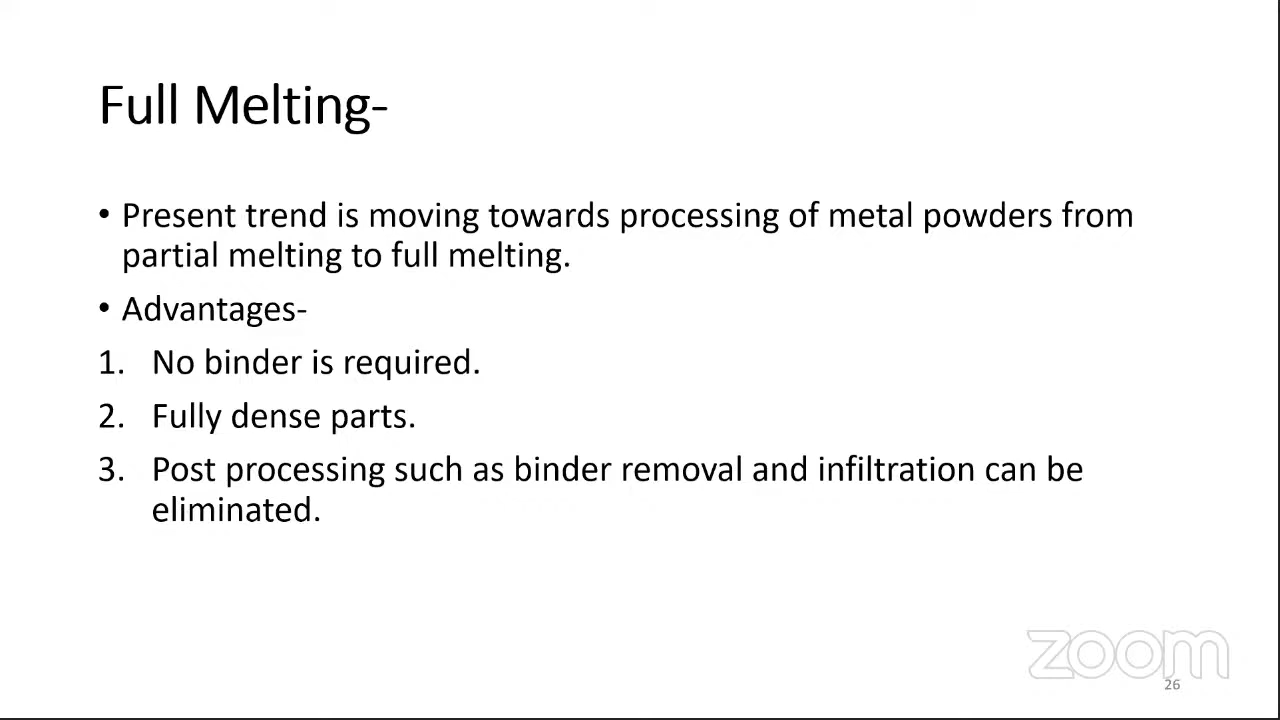 Full Melting-
• Present trend is moving towards processing of metal powders from
partial melting to full melting.
• Advantages-
1. No binder is required.
2. Fully dense parts.
3. Post processing such as binder removal and infiltration can be
eliminated.
zoom
26